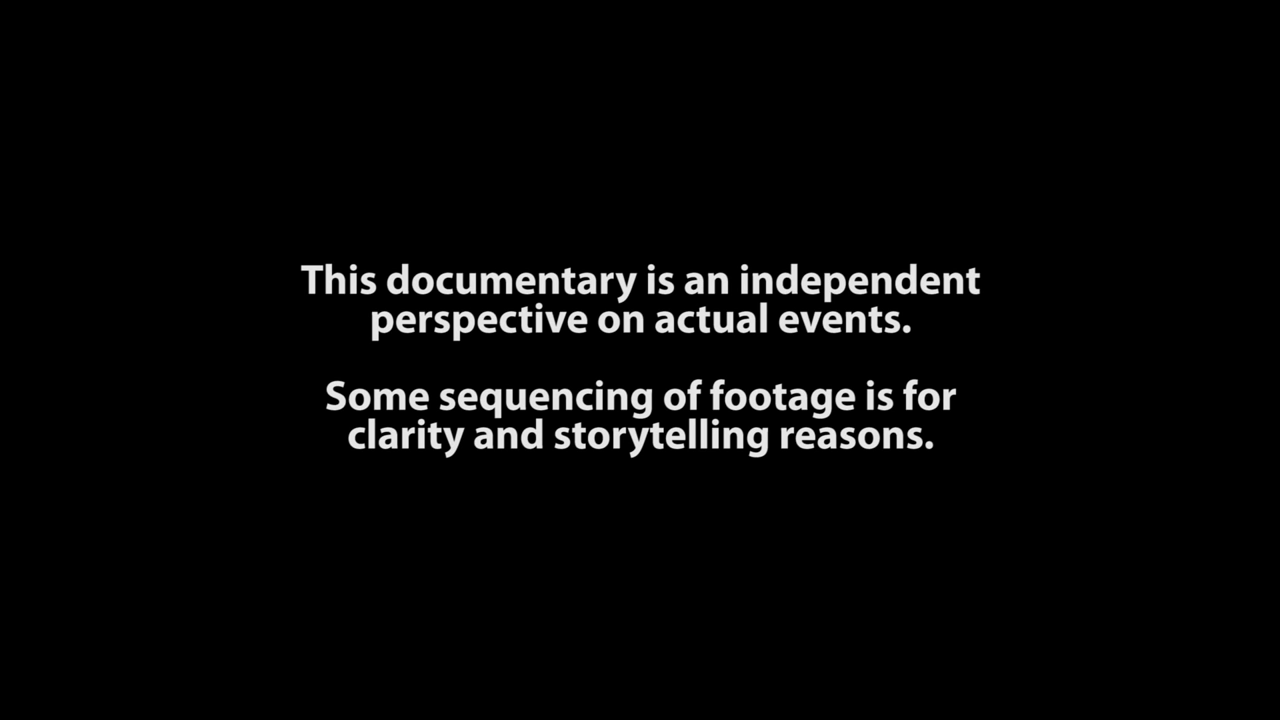 This documentary is an independent
perspective on actual events.
Some sequencing of footage is for
clarity and storytelling reasons.